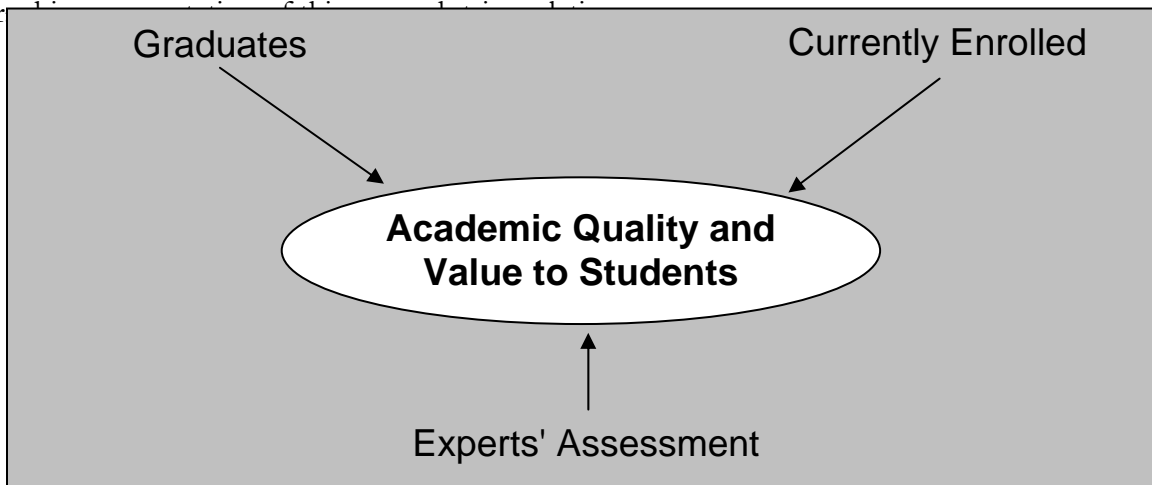 Graduates
Currently Enrolled
Academic Quality and
Value to Students
Experts' Assessment